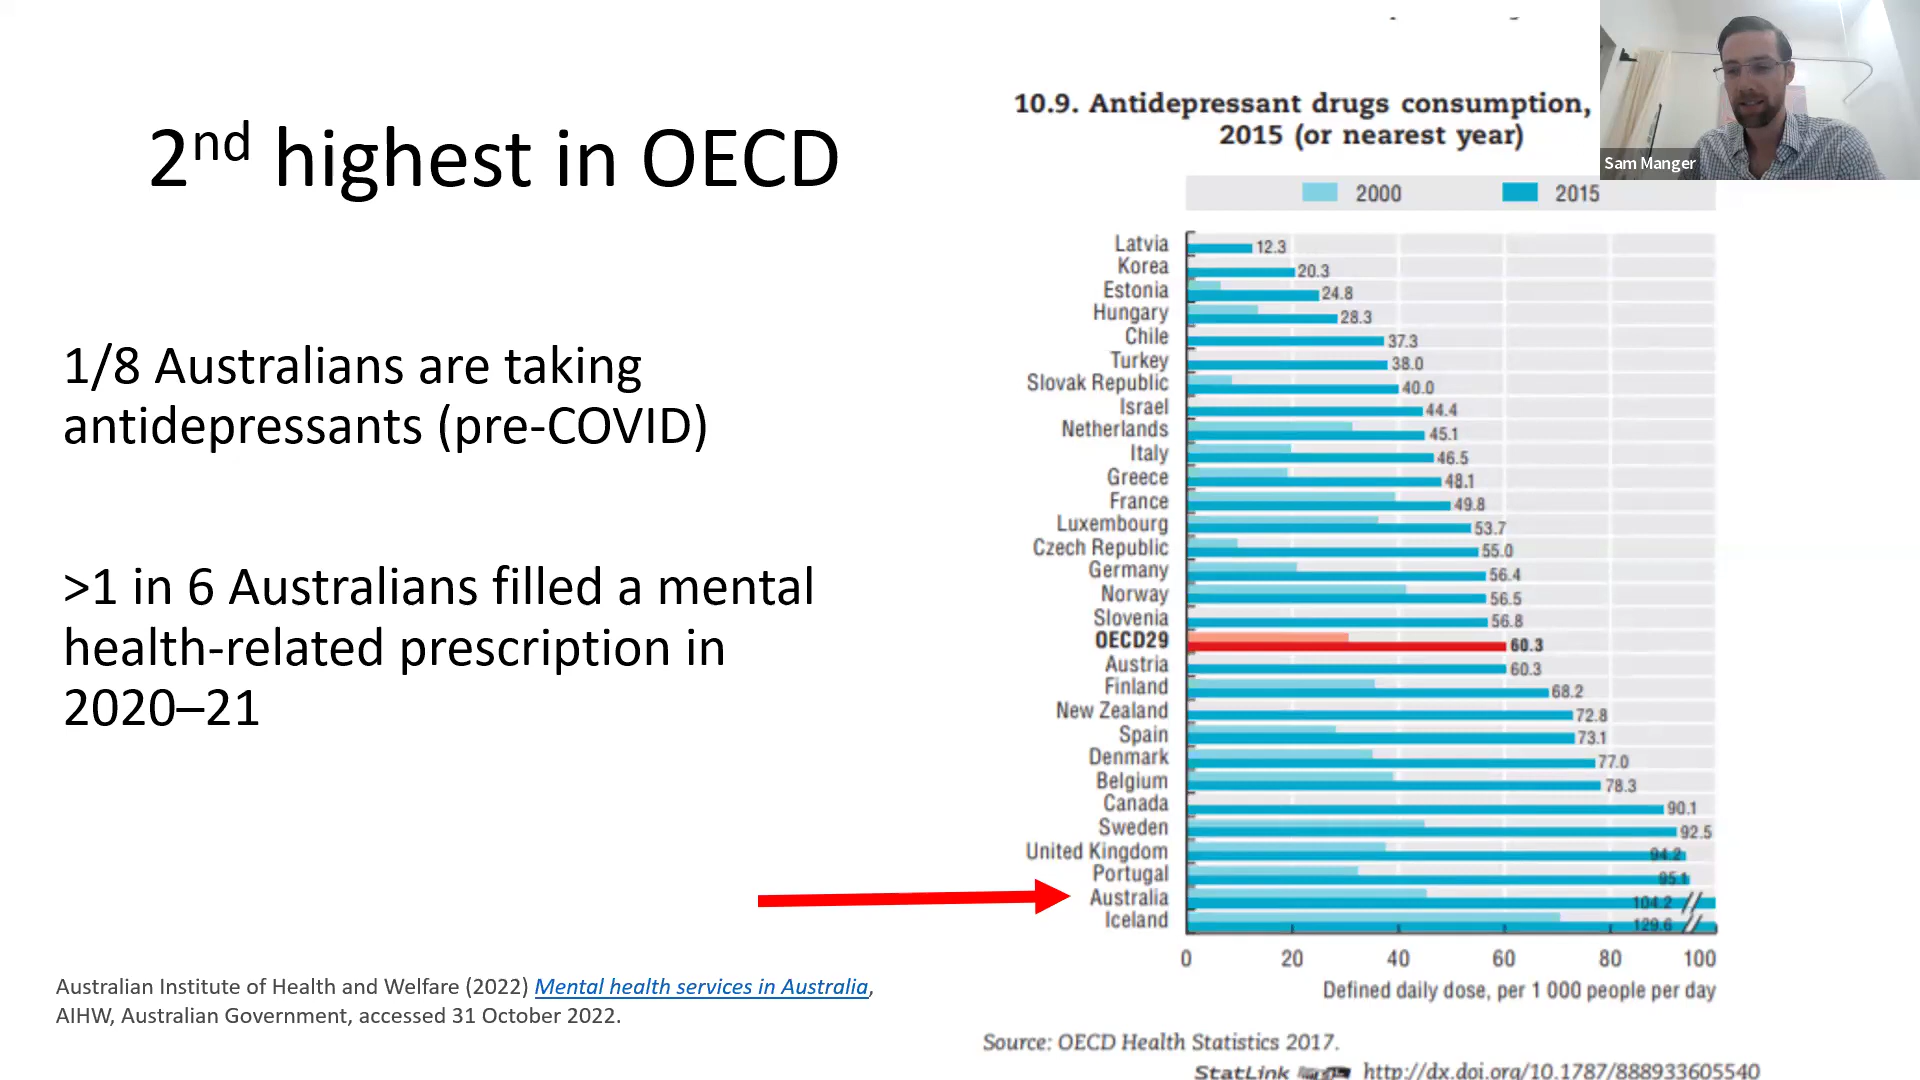 2nd highest in OECD
1/8 Australians are taking
antidepressants (pre-COVID)
>1 in 6 Australians filled a mental
health-related prescription in
2020–21
Australian Institute of Health and Welfare (2022) Mental health services in Australia,
AIHW, Australian Government, accessed 31 October 2022.
10.9. Antidepressant drugs consumption,
2015 (or nearest year)
2000 2015
Latvia 12.3
Korea 20.3
Estonia 24.8
Hungary 28.3
Chile 37.3
Turkey 38.0
Slovak Republic 40.0
Israel 44.4
Netherlands 45.1
Italy 46.5
Greece 48.1
France 49.8
Luxembourg 53.7
Czech Republic 55.0
Germany 56.4
Norway 56.5
Slovenia 56.8
OECD29 60.3
Austria 60.3
Finland 68.2
New Zealand 72.8
Spain 73.1
Denmark 77.0
Belgium 78.3
Canada 90.1
Sweden 92.5
United Kingdom 94.2
Portugal 95.1
Australia 104.2
Iceland 129.6
0 20 40 60 80 100
Defined daily dose, per 1 000 people per day
Source: OECD Health Statistics 2017.
StatLink http://dx.doi.org/10.1787/888933605540
Sam Manger